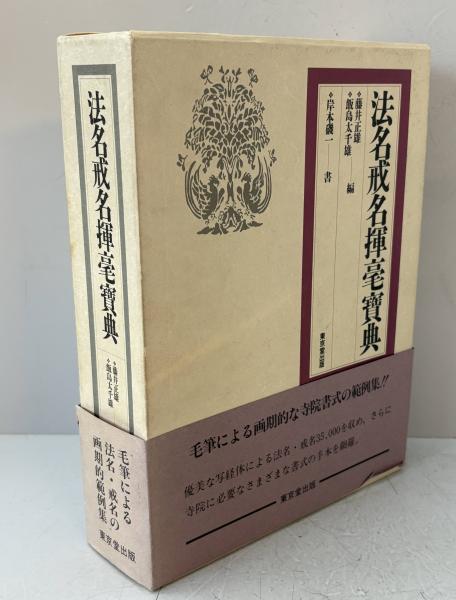 法名戒名揮毫寶典
藤井正雄
飯島太千雄 編
岸本磯一 書
東京堂出版
毛筆による画期的な寺院書式の範例集!!
優美な写経体による法名・戒名35,000を収め、さらに
寺院に必要なさまざまな書式の手本を網羅。
東京堂出版
法名戒名揮毫寶典
藤井正雄
飯島太千雄
毛筆による
法名・戒名の
画期的範例集
東京堂出版